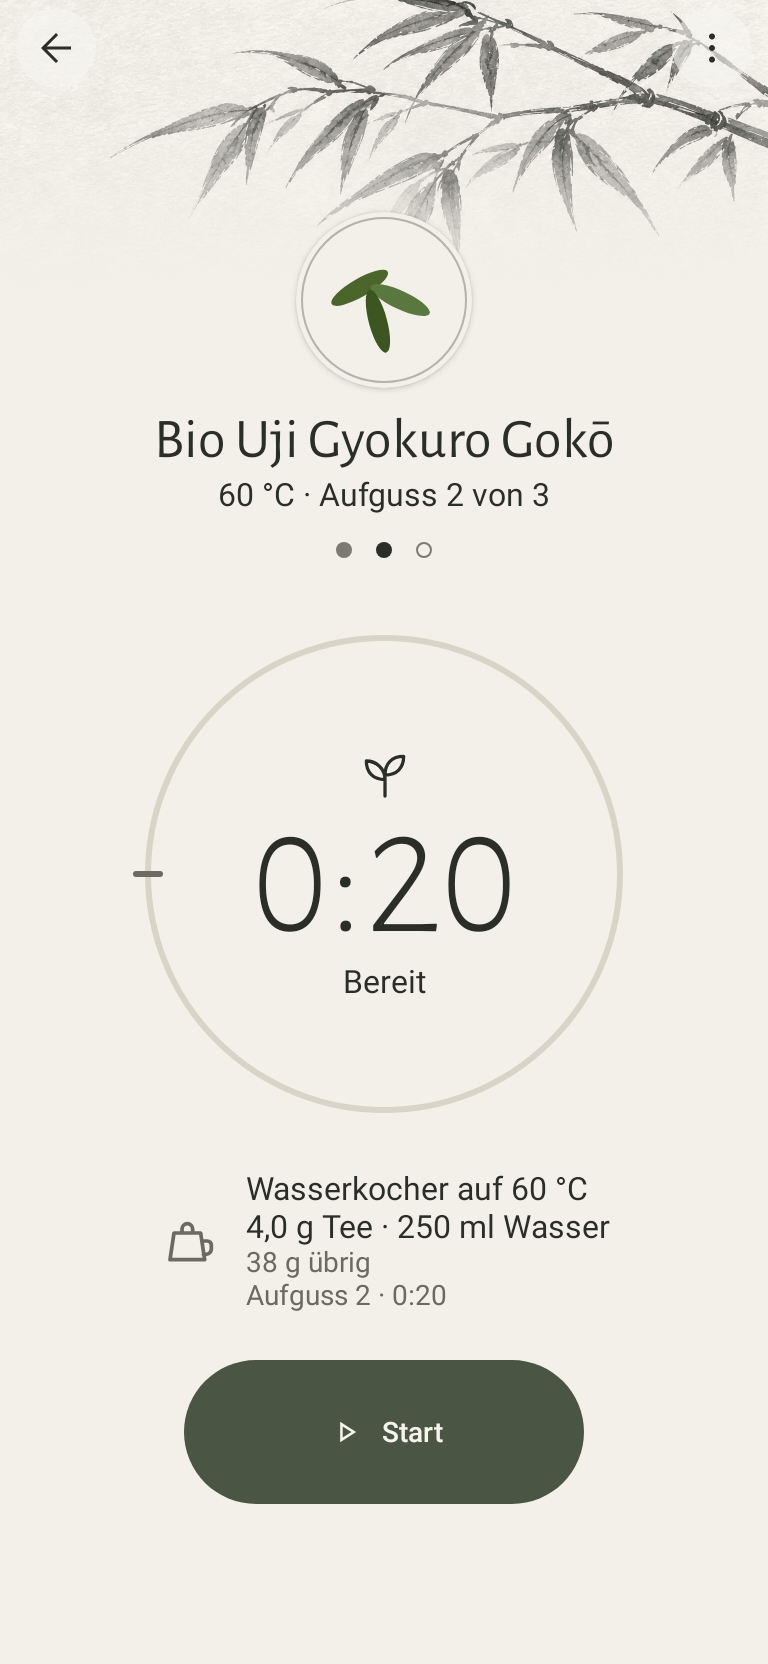 Bio Uji Gyokuro Gokō
60 °C · Aufguss 2 von 3
0:20
Bereit
Wasserkocher auf 60 °C
4,0 g Tee · 250 ml Wasser
38 g übrig
Aufguss 2 · 0:20
Start